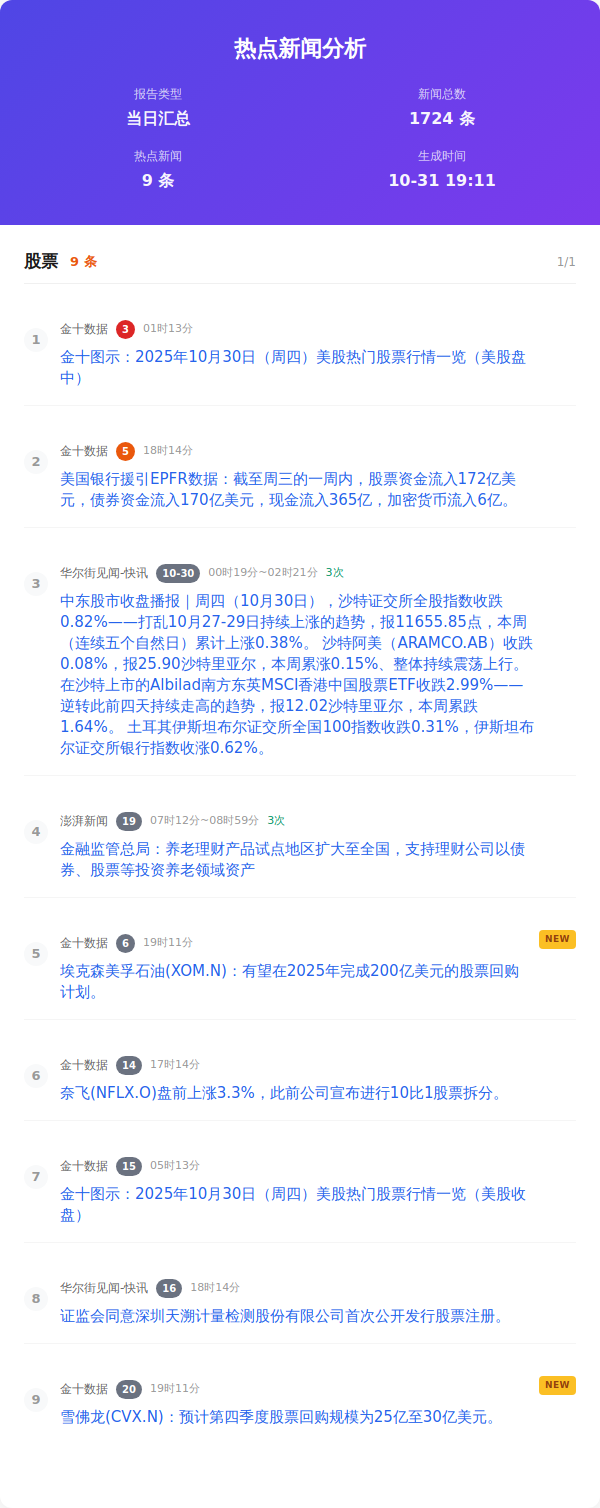 热点新闻分析
报告类型
新闻总数
当日汇总
1724 条
热点新闻
生成时间
9 条
10-31 19:11
股票 9 条 1/1
1 金十数据 3 01时13分
金十图示：2025年10月30日（周四）美股热门股票行情一览（美股盘
中）
2 金十数据 5 18时14分
美国银行援引EPFR数据：截至周三的一周内，股票资金流入172亿美
元，债券资金流入170亿美元，现金流入365亿，加密货币流入6亿。
3 华尔街见闻-快讯 10-30 00时19分~02时21分 3次
中东股市收盘播报｜周四（10月30日），沙特证交所全股指数收跌
0.82%——打乱10月27-29日持续上涨的趋势，报11655.85点，本周
（连续五个自然日）累计上涨0.38%。 沙特阿美（ARAMCO.AB）收跌
0.08%，报25.90沙特里亚尔，本周累涨0.15%、整体持续震荡上行。
在沙特上市的Albilad南方东英MSCI香港中国股票ETF收跌2.99%——
逆转此前四天持续走高的趋势，报12.02沙特里亚尔，本周累跌
1.64%。 土耳其伊斯坦布尔证交所全国100指数收跌0.31%，伊斯坦布
尔证交所银行指数收涨0.62%。
4 澎湃新闻 19 07时12分~08时59分 3次
金融监管总局：养老理财产品试点地区扩大至全国，支持理财公司以债
券、股票等投资养老领域资产
5 金十数据 6 19时11分 NEW
埃克森美孚石油(XOM.N)：有望在2025年完成200亿美元的股票回购
计划。
6 金十数据 14 17时14分
奈飞(NFLX.O)盘前上涨3.3%，此前公司宣布进行10比1股票拆分。
7 金十数据 15 05时13分
金十图示：2025年10月30日（周四）美股热门股票行情一览（美股收
盘）
8 华尔街见闻-快讯 16 18时14分
证监会同意深圳天溯计量检测股份有限公司首次公开发行股票注册。
9 金十数据 20 19时11分 NEW
雪佛龙(CVX.N)：预计第四季度股票回购规模为25亿至30亿美元。